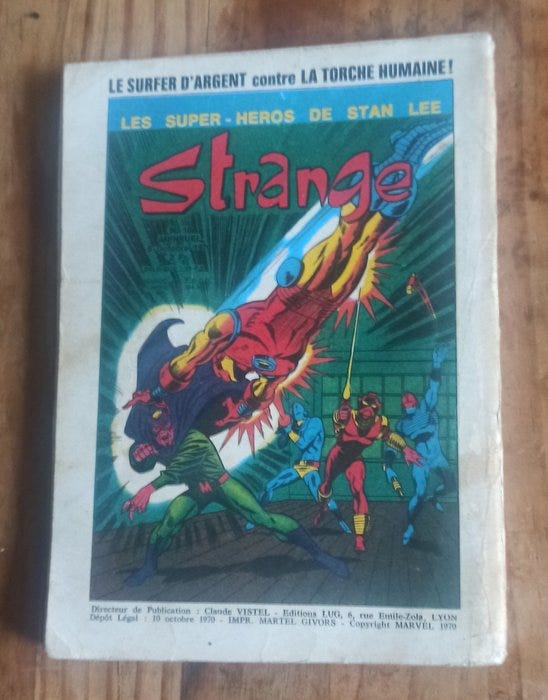 LE SURFER D'ARGENT contre LA TORCHE HUMAINE!
LES SUPER-HEROS DE STAN LEE
Strange
MENSUEL
M
Directeur de Publication : Claude VISTEL - Editions LUG, 6, rue Emile-Zola, LYON
Dépôt Légal : 10 octobre 1970 - IMPR. MARTEL GIVORS - Copyright MARVEL 1970